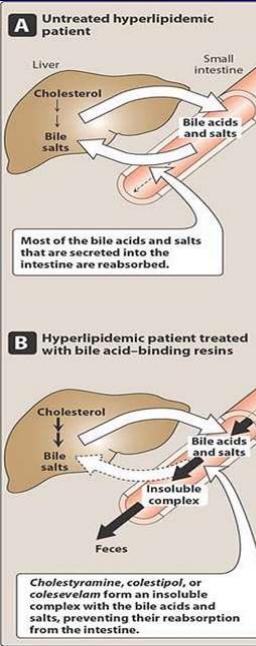 A Untreated hyperlipidemic
patient
Liver
Small
intestine
Cholesterol
Bile
salts
Bile acids
and salts
Most of the bile acids and salts
that are secreted into the
intestine are reabsorbed.
B Hyperlipidemic patient treated
with bile acid–binding resins
Cholesterol
Bile
salts
Bile acids
and salts
Insoluble
complex
Feces
Cholestyramine, colestipol, or
colesevelam form an insoluble
complex with the bile acids and
salts, preventing their reabsorption
from the intestine.